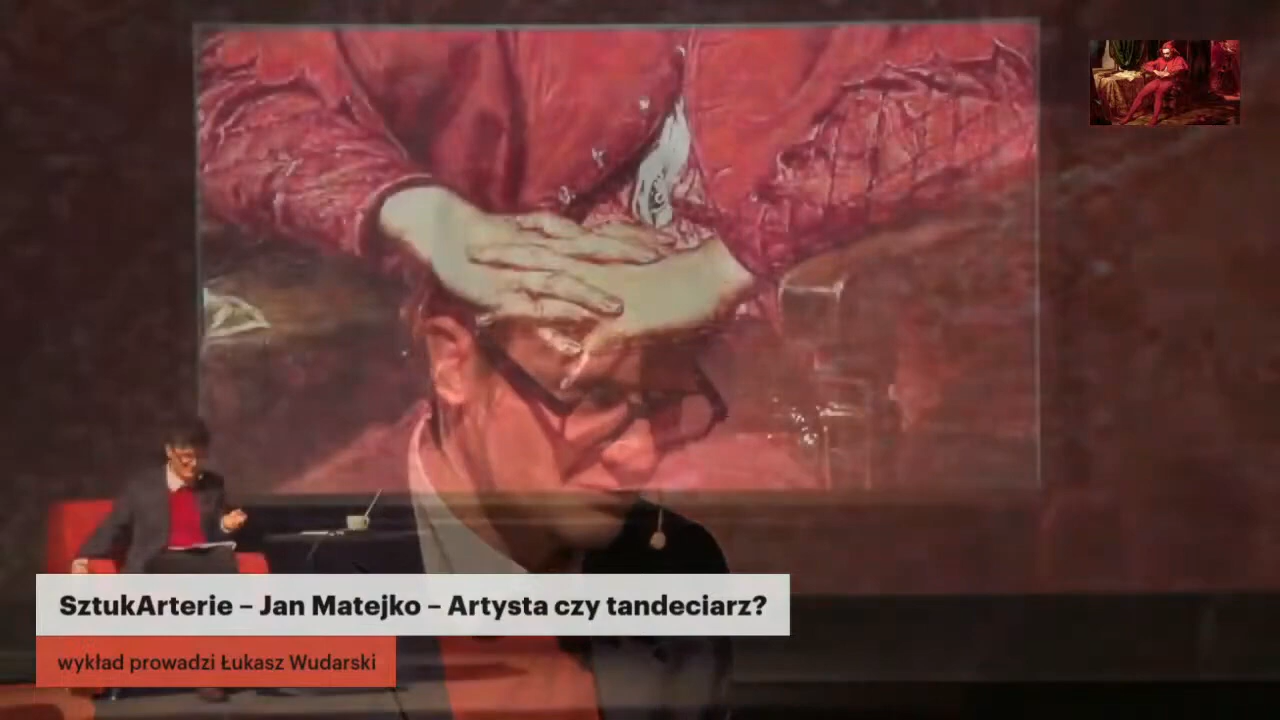 SztukArterie – Jan Matejko – Artysta czy tandeciarz?
wykład prowadzi Łukasz Wudarski